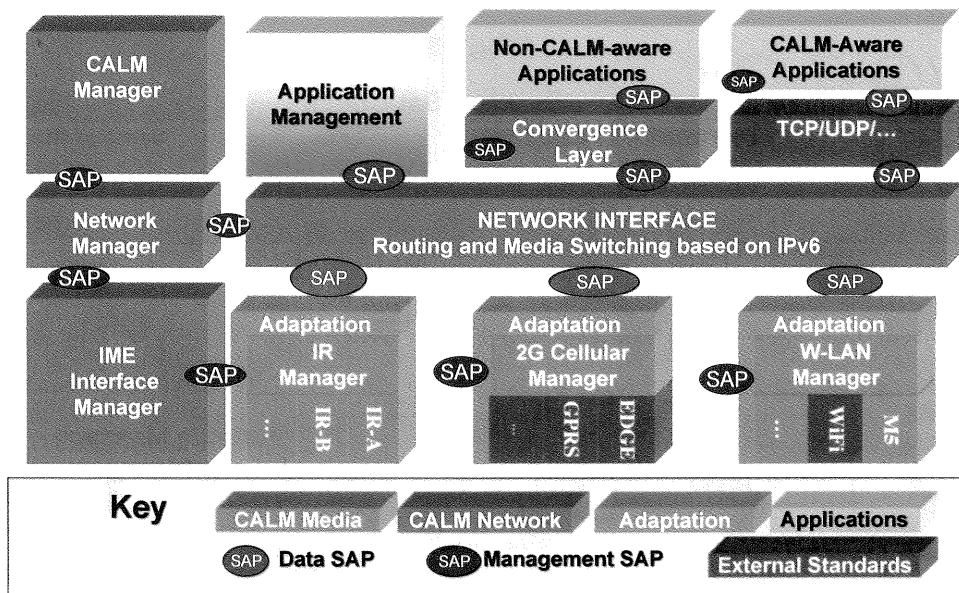 CALM
Manager
Application
Management
Non-CALM-aware
Applications
SAP
CALM-Aware
Applications
SAP
SAP
Convergence
Layer
SAP
TCP/UDP/...
SAP
SAP
SAP
SAP
Network
Manager
SAP
NETWORK INTERFACE
Routing and Media Switching based on IPv6
SAP
SAP
SAP
SAP
IME
Interface
Manager
SAP
Adaptation
IR
Manager
...
IR-B
IR-A
SAP
Adaptation
2G Cellular
Manager
...
GPRS
EDGE
SAP
Adaptation
W-LAN
Manager
...
WiFi
M5
Key
CALM Media
CALM Network
Adaptation
Applications
SAP Data SAP
SAP Management SAP
External Standards